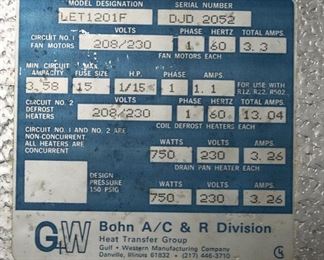 MODEL DESIGNATION SERIAL NUMBER
LET1201F DJD 2052
CIRCUIT NO. 1 VOLTS PHASE HERTZ TOTAL AMPS.
FAN MOTORS 208/230 1 60 3.3
MIN. CIRCUIT AMPACITY FUSE SIZE H.P. FAN MOTORS EACH PHASE AMPS.
3.58 15 1/15 1 1.1 FOR USE WITH R12, R22, R502.
CIRCUIT NO. 2 VOLTS PHASE HERTZ TOTAL AMPS.
DEFROST HEATERS 208/230 1 60 13.04
CIRCUIT NO. 1 AND NO. 2 ARE NON-CONCURRENT. ALL HEATERS ARE CONCURRENT.
COIL DEFROST HEATERS EACH
WATTS VOLTS AMPS.
750 230 3.26
DRAIN PAN HEATER EACH
WATTS VOLTS AMPS.
750 230 3.26
DESIGN PRESSURE 150 PSIG
G+W Bohn A/C & R Division
Heat Transfer Group
Gulf + Western Manufacturing Company
Danville, Illinois 61832 • (217) 446-3710